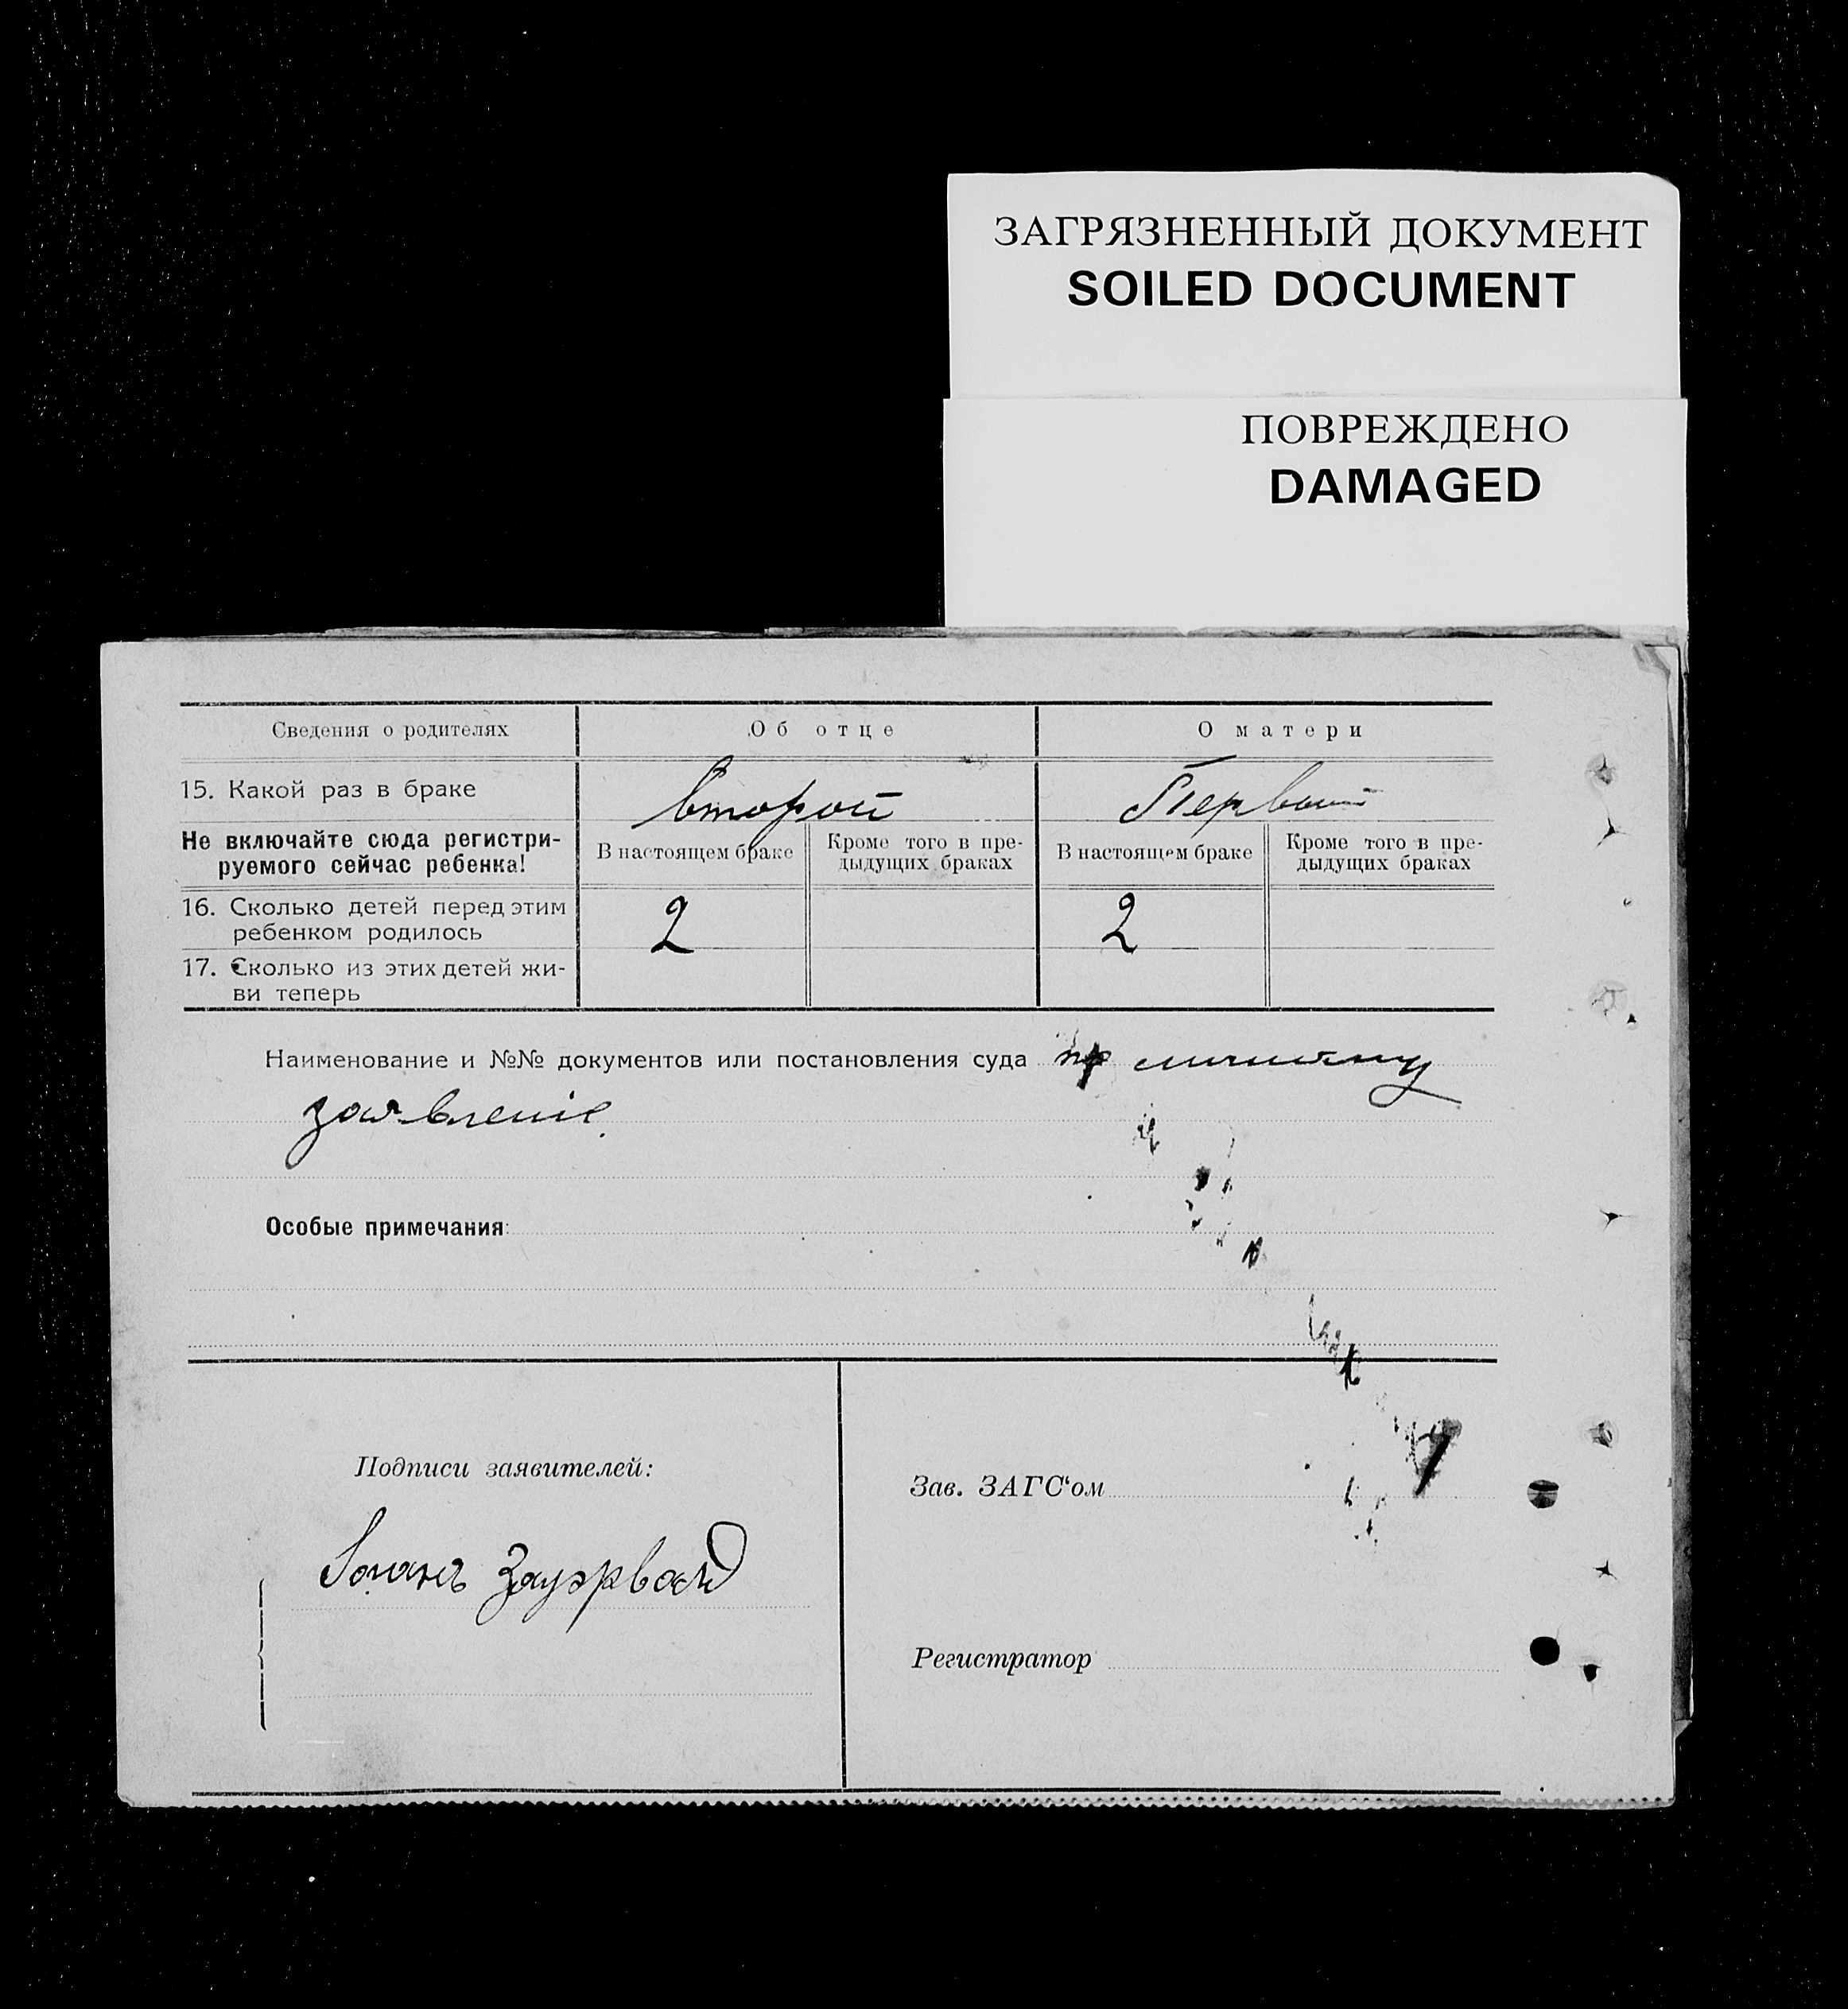 ЗАГРЯЗНЕННЫЙ ДОКУМЕНТ
SOILED DOCUMENT
ПОВРЕЖДЕНО
DAMAGED
Сведения о родителях Об отце О матери
15. Какой раз в браке второй Первый
Не включайте сюда регистри-
руемого сейчас ребенка!
В настоящем браке
Кроме того в пре-
дыдущих браках
В настоящем браке
Кроме того в пре-
дыдущих браках
16. Сколько детей перед этим
ребенком родилось
2 2
17. Сколько из этих детей жи-
ви теперь
Наименование и №№ документов или постановления суда
заявление
Особые примечания:
Подписи заявителей:
Зауэрвальд
Зав. ЗАГС‘ом
Регистратор